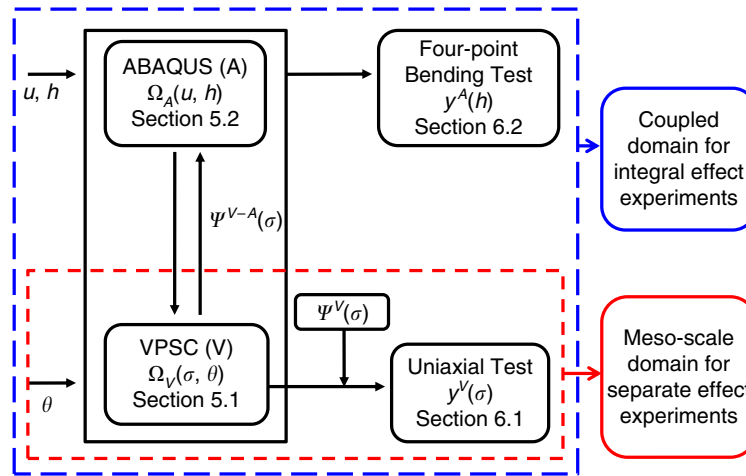 ABAQUS (A)
Ω_A(u, h)
Section 5.2
u, h
Four-point
Bending Test
y^A(h)
Section 6.2
Coupled
domain for
integral effect
experiments
Ψ^{V–A}(σ)
Ψ^V(σ)
VPSC (V)
Ω_V(σ, θ)
Section 5.1
θ
Uniaxial Test
y^V(σ)
Section 6.1
Meso-scale
domain for
separate effect
experiments